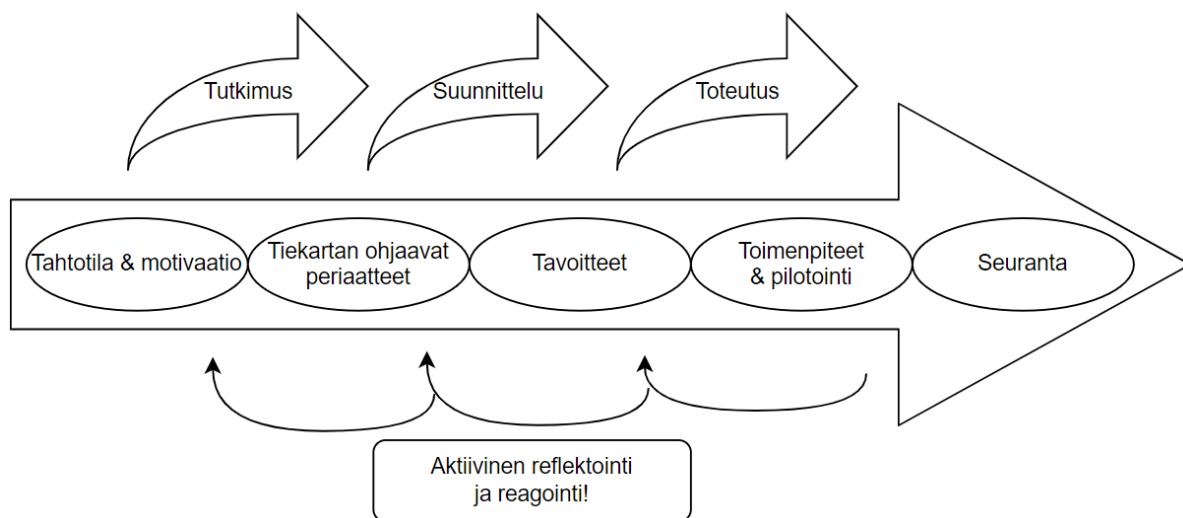 Tutkimus
Suunnittelu
Toteutus
Tahtotila & motivaatio
Tiekartan ohjaavat
periaatteet
Tavoitteet
Toimenpiteet
& pilotointi
Seuranta
Aktiivinen reflektointi
ja reagointi!